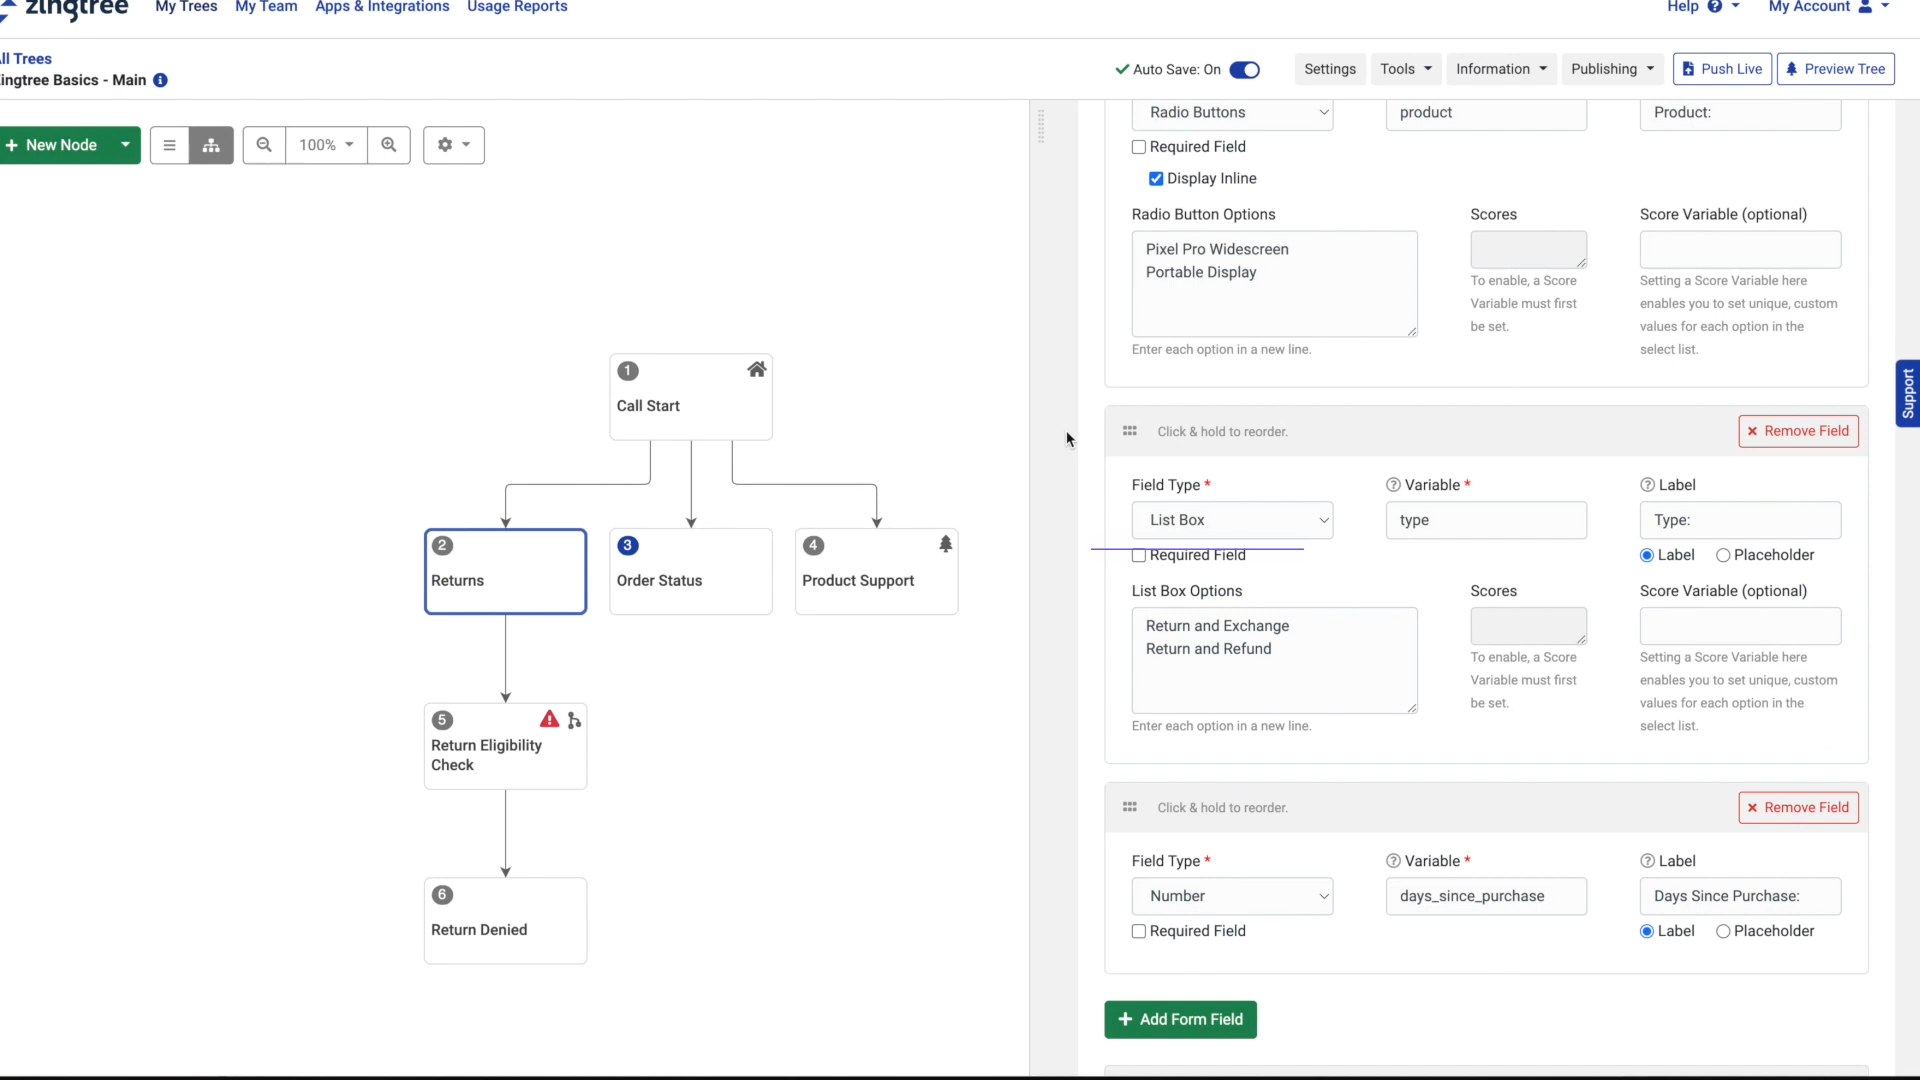 zingtree My Trees My Team Apps & Integrations Usage Reports Help My Account
ll Trees
ingtree Basics - Main
Auto Save: On Settings Tools Information Publishing Push Live Preview Tree
+ New Node 100%
Radio Buttons product Product:
Required Field
Display Inline
Radio Button Options Scores Score Variable (optional)
Pixel Pro Widescreen
Portable Display
To enable, a Score
Variable must first
be set.
Setting a Score Variable here
enables you to set unique, custom
values for each option in the
select list.
Enter each option in a new line.
Support
1
Call Start
2
Returns
3
Order Status
4
Product Support
5
Return Eligibility
Check
6
Return Denied
Click & hold to reorder. × Remove Field
Field Type * Variable * Label
List Box type Type:
Required Field Label Placeholder
List Box Options Scores Score Variable (optional)
Return and Exchange
Return and Refund
To enable, a Score
Variable must first
be set.
Setting a Score Variable here
enables you to set unique, custom
values for each option in the
select list.
Enter each option in a new line.
Click & hold to reorder. × Remove Field
Field Type * Variable * Label
Number days_since_purchase Days Since Purchase:
Required Field Label Placeholder
+ Add Form Field